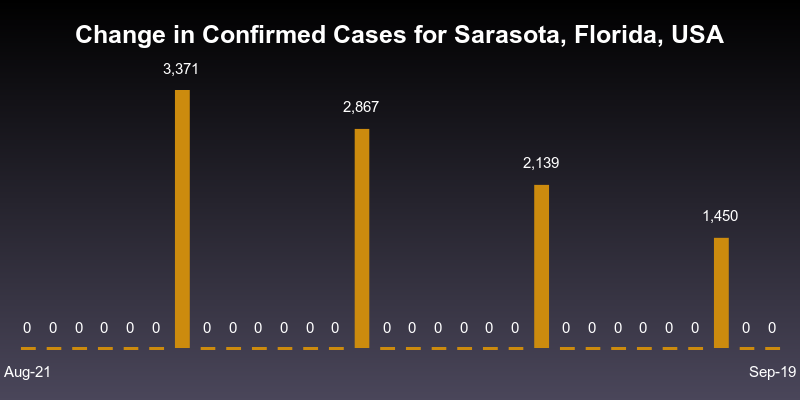 Change in Confirmed Cases for Sarasota, Florida, USA
3,371
2,867
2,139
1,450
0 0 0 0 0 0 0 0 0 0 0 0 0 0 0 0 0 0 0 0 0 0 0 0 0 0
Aug-21 Sep-19